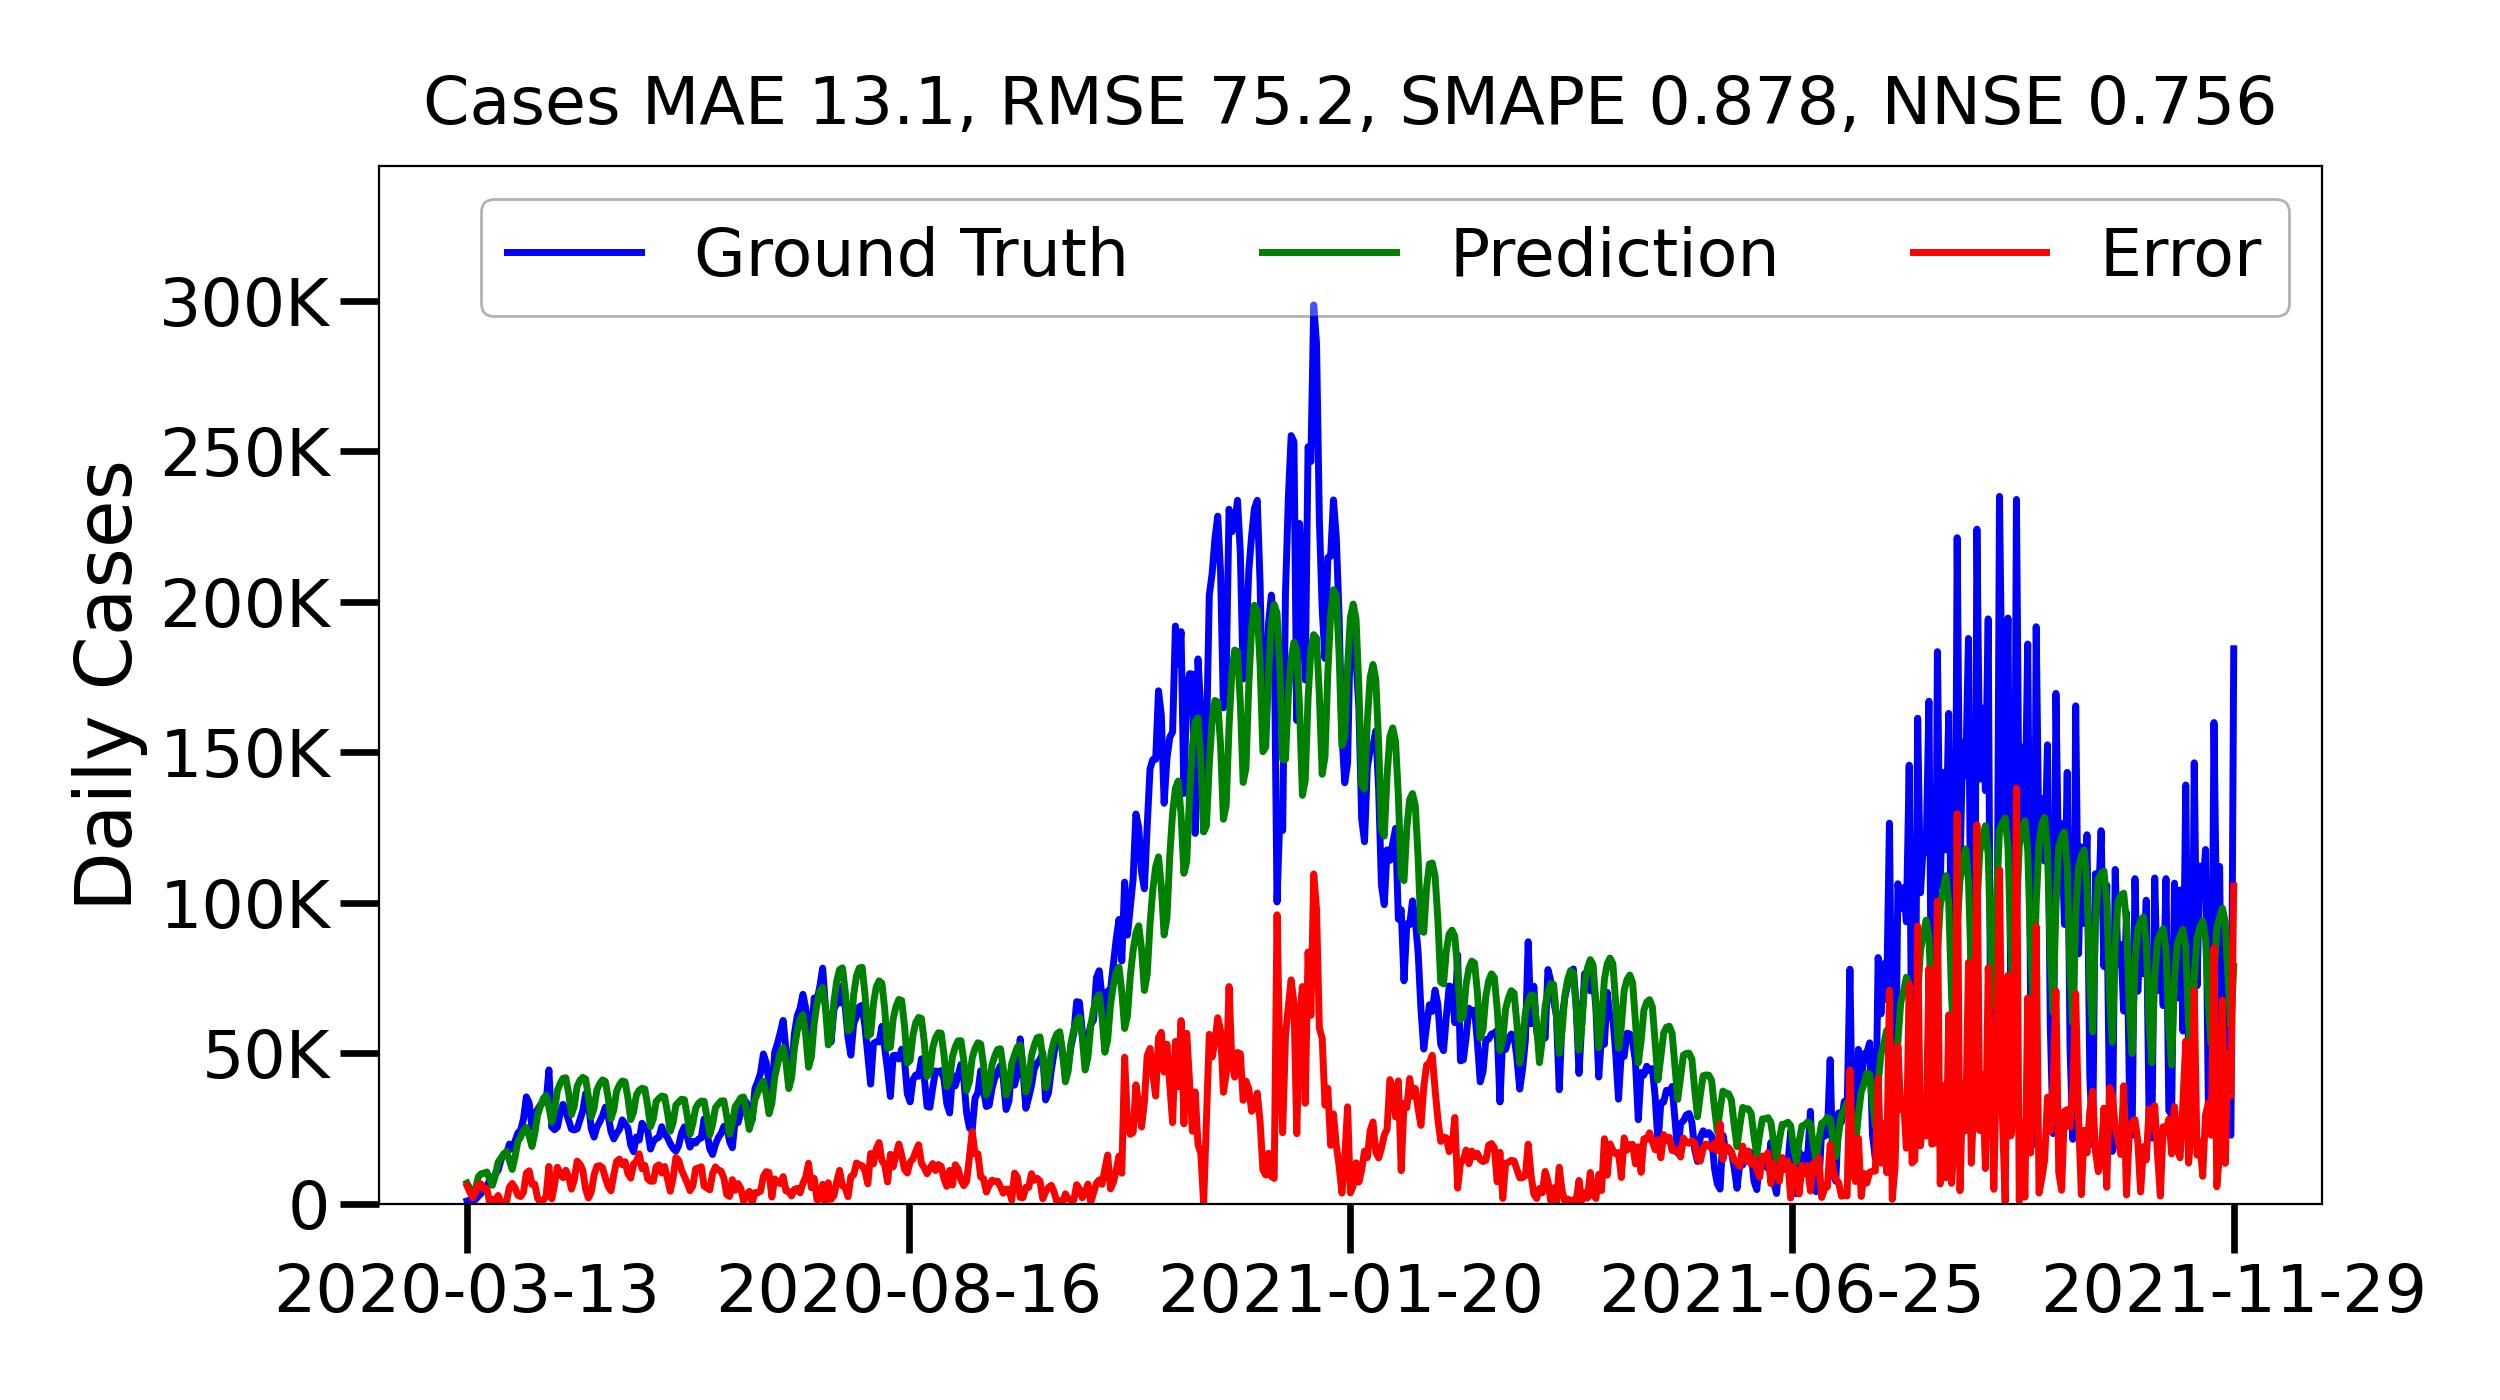 Cases MAE 13.1, RMSE 75.2, SMAPE 0.878, NNSE 0.756
Ground Truth Prediction Error
Daily Cases
300K
250K
200K
150K
100K
50K
0
2020-03-13 2020-08-16 2021-01-20 2021-06-25 2021-11-29